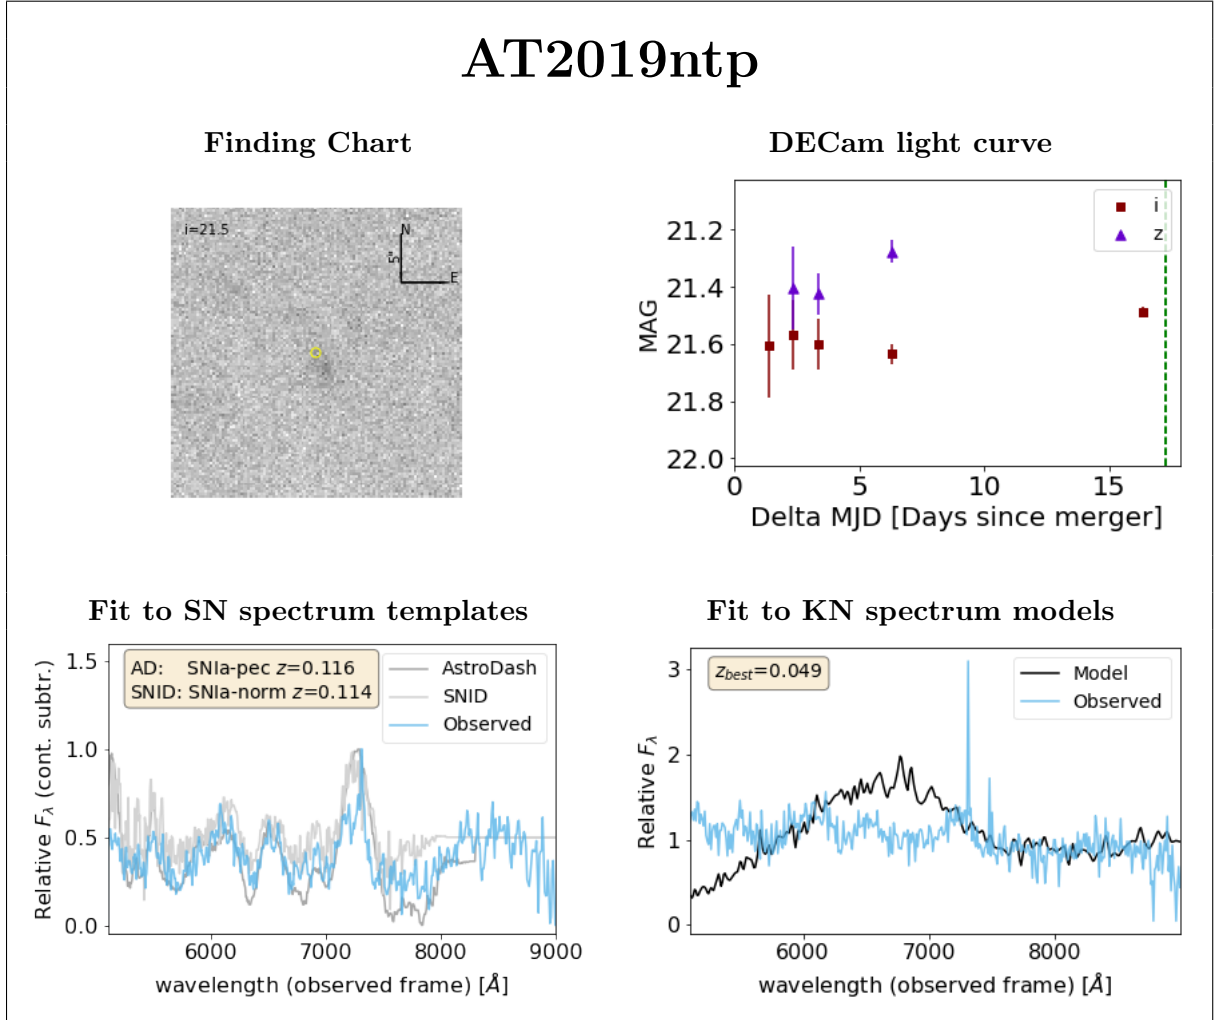 AT2019ntp
Finding Chart
i=21.5
N
5"
E
DECam light curve
i
z
21.2
21.4
21.6
21.8
22.0
MAG
0
5
10
15
Delta MJD [Days since merger]
Fit to SN spectrum templates
AD: SNIa-pec z=0.116
SNID: SNIa-norm z=0.114
AstroDash
SNID
Observed
1.5
1.0
0.5
0.0
Relative Fλ (cont. subtr.)
6000
7000
8000
9000
wavelength (observed frame) [Å]
Fit to KN spectrum models
zbest=0.049
Model
Observed
3
2
1
0
Relative Fλ
6000
7000
8000
wavelength (observed frame) [Å]